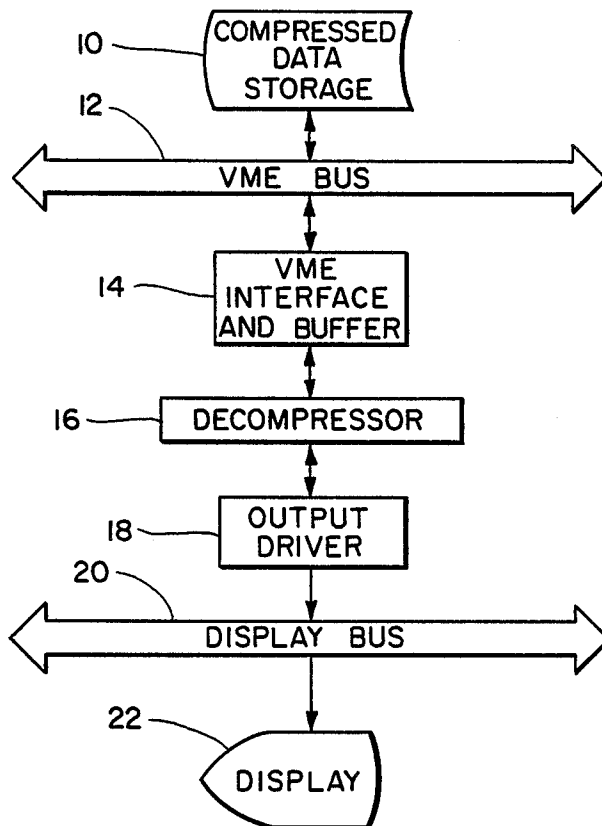 10
COMPRESSED
DATA
STORAGE
12
VME BUS
14
VME
INTERFACE
AND BUFFER
16
DECOMPRESSOR
18
OUTPUT
DRIVER
20
DISPLAY BUS
22
DISPLAY